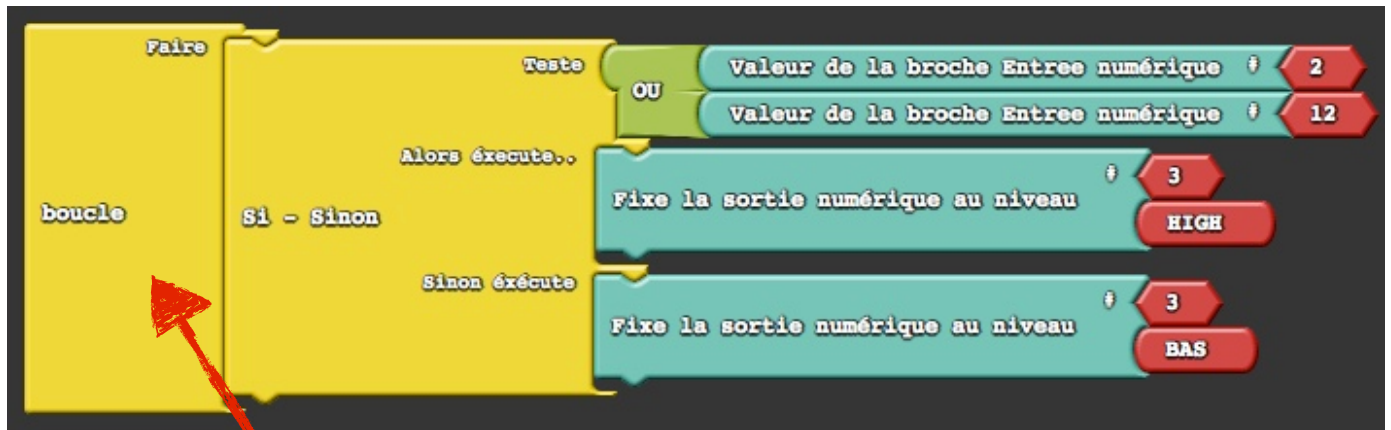 Faire
Teste
OU
Valeur de la broche Entree numérique # 2
Valeur de la broche Entree numérique # 12
Alors éxecute..
boucle
Si - Sinon
Fixe la sortie numérique au niveau
# 3
HIGH
Sinon éxécute
Fixe la sortie numérique au niveau
# 3
BAS